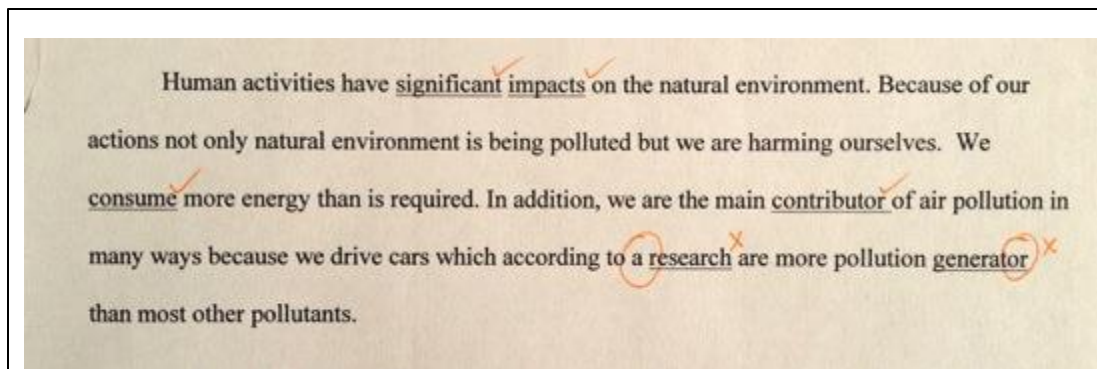 Human activities have significant impacts on the natural environment. Because of our
actions not only natural environment is being polluted but we are harming ourselves. We
consume more energy than is required. In addition, we are the main contributor of air pollution in
many ways because we drive cars which according to a research are more pollution generator
than most other pollutants.